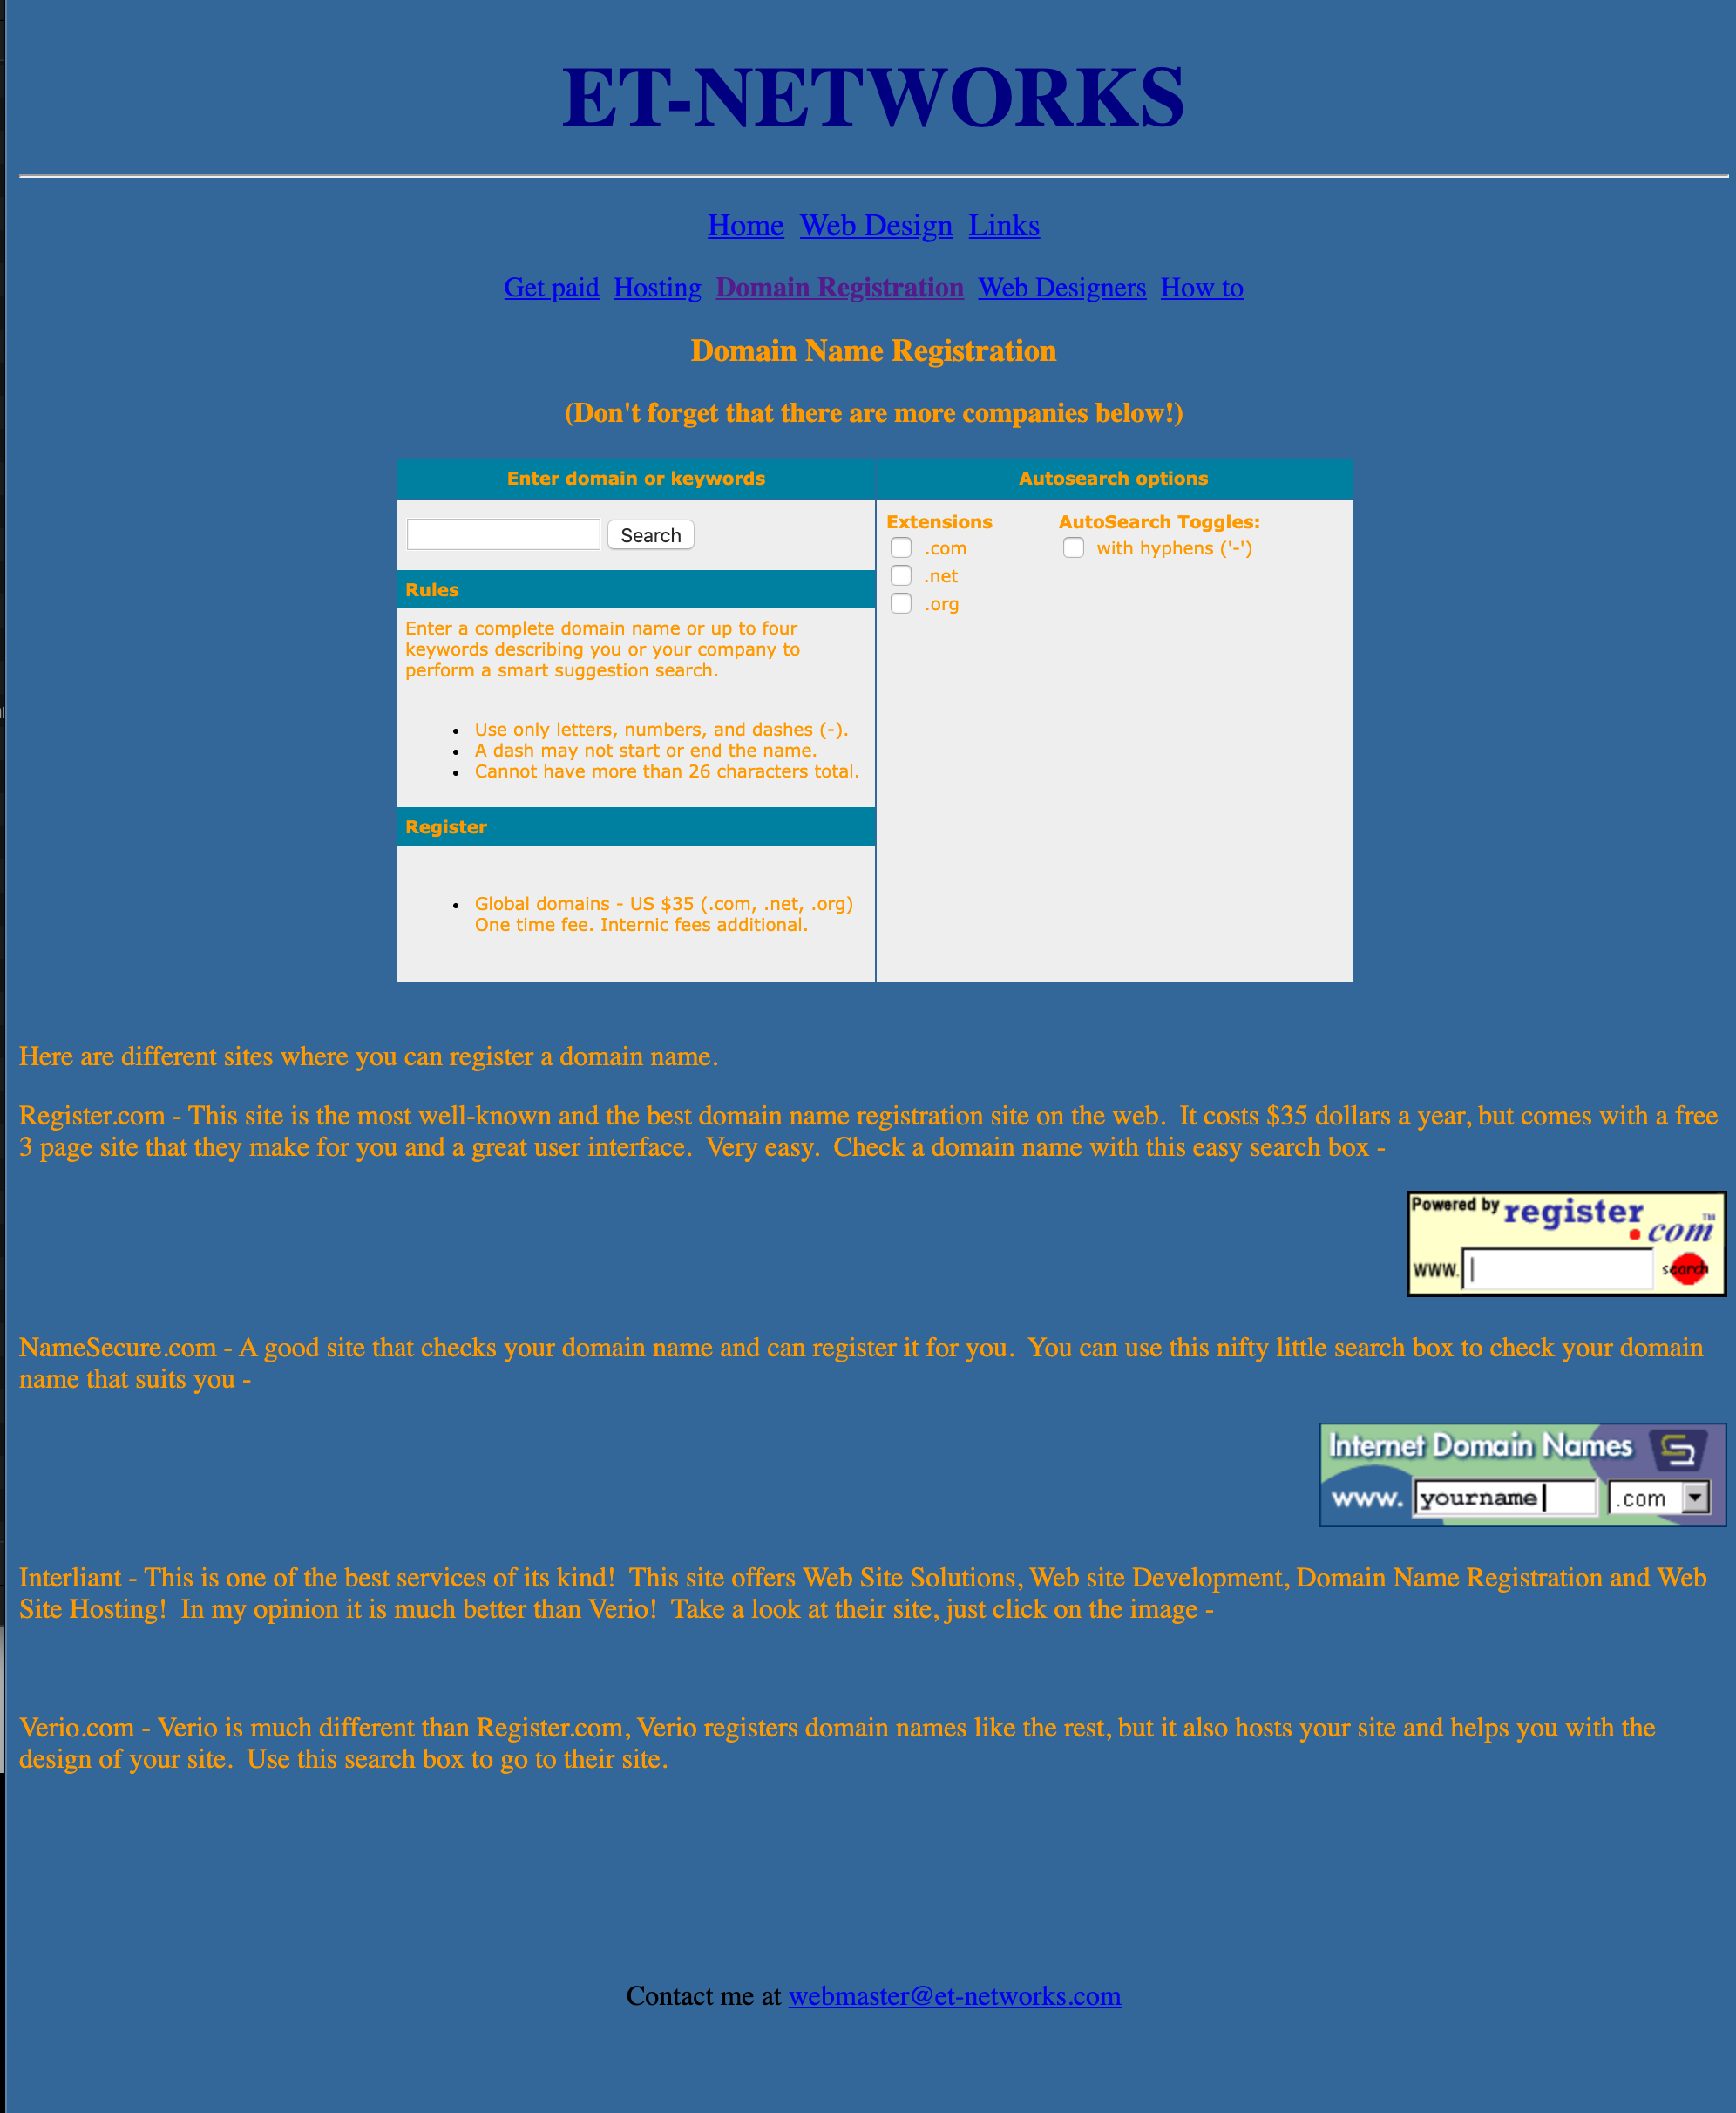 ET-NETWORKS
Home Web Design Links
Get paid Hosting Domain Registration Web Designers How to
Domain Name Registration
(Don't forget that there are more companies below!)
Enter domain or keywords
Search
Rules
Enter a complete domain name or up to four
keywords describing you or your company to
perform a smart suggestion search.
• Use only letters, numbers, and dashes (-).
• A dash may not start or end the name.
• Cannot have more than 26 characters total.
Register
• Global domains - US $35 (.com, .net, .org)
One time fee. Internic fees additional.
Autosearch options
Extensions
.com
.net
.org
AutoSearch Toggles:
with hyphens ('-')
Here are different sites where you can register a domain name.
Register.com - This site is the most well-known and the best domain name registration site on the web. It costs $35 dollars a year, but comes with a free
3 page site that they make for you and a great user interface. Very easy. Check a domain name with this easy search box -
Powered by register.com™
www. search
NameSecure.com - A good site that checks your domain name and can register it for you. You can use this nifty little search box to check your domain
name that suits you -
Internet Domain Names
www. yourname .com
Interliant - This is one of the best services of its kind! This site offers Web Site Solutions, Web site Development, Domain Name Registration and Web
Site Hosting! In my opinion it is much better than Verio! Take a look at their site, just click on the image -
Verio.com - Verio is much different than Register.com, Verio registers domain names like the rest, but it also hosts your site and helps you with the
design of your site. Use this search box to go to their site.
Contact me at webmaster@et-networks.com